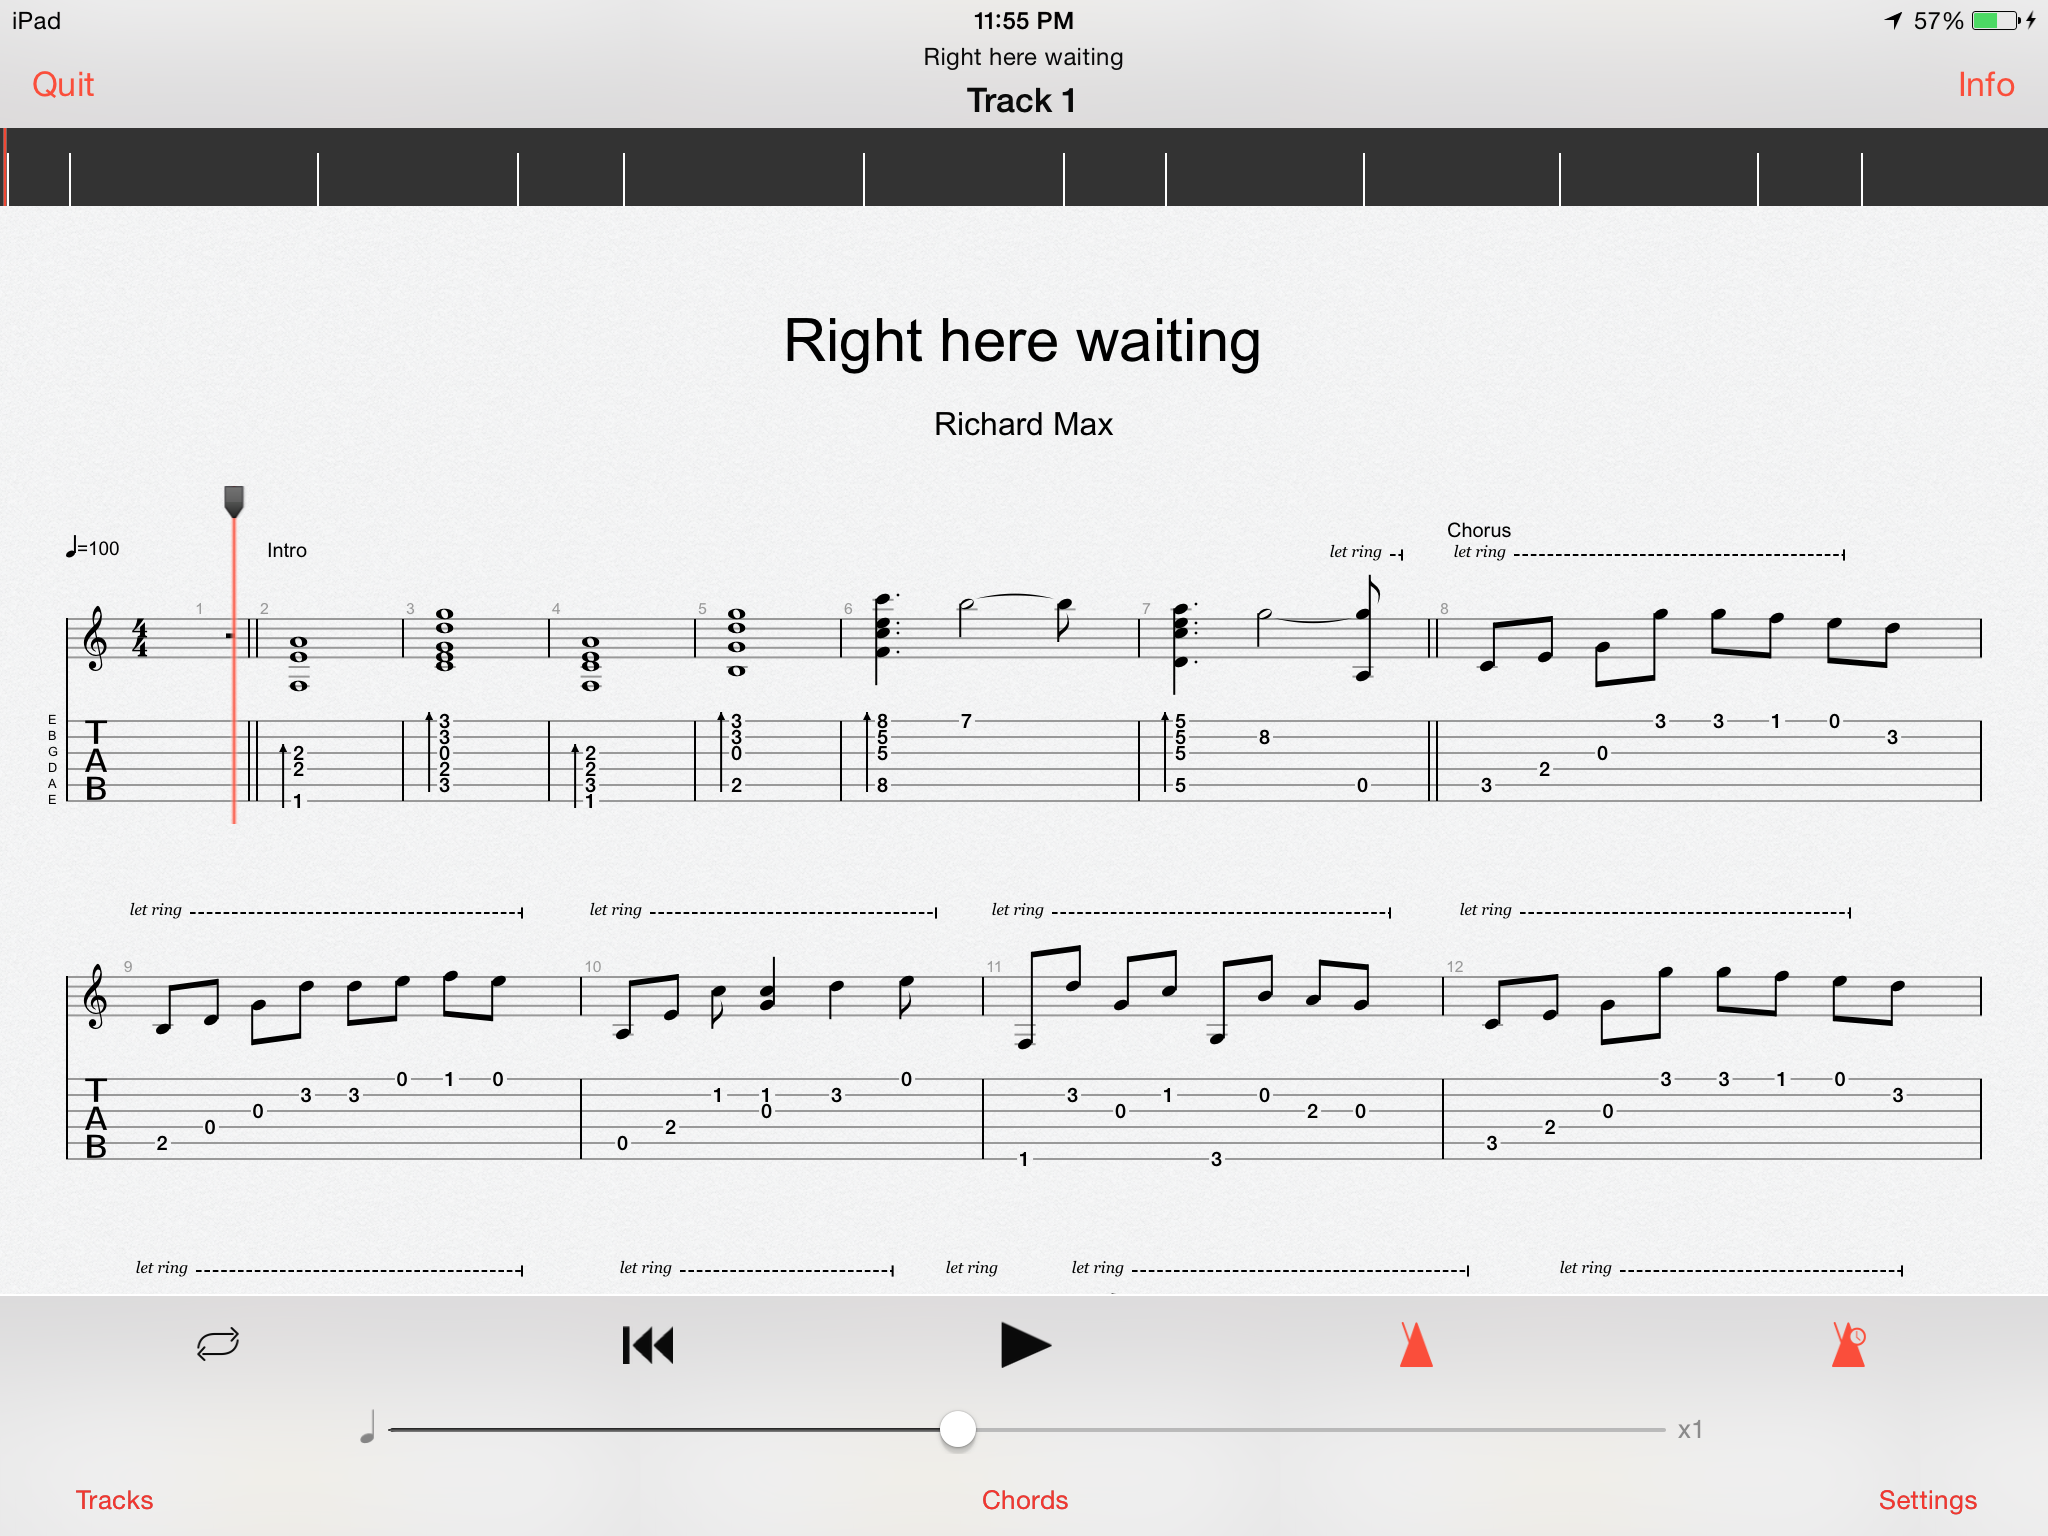 iPad 11:55 PM 57%
Right here waiting
Quit Track 1 Info
Right here waiting
Richard Max
Chorus
=100 Intro let ring let ring
1 2 3 4 5 6 7 8
4
4
E 3 3 8 7 5 3 3 1 0
B 3 3 5 5 8 3
G 2 0 2 0 5 5 0
D 2 2 2 2
A 3 3 2 8 5 0 3
E 1 1
T
A
B
let ring let ring let ring let ring
9 10 11 12
0 1 0 0 3 3 1 0
3 3 1 1 3 3 1 0 3
0 0 0 2 0 0
0 2 2
2 0 3
1 3
T
A
B
let ring let ring let ring let ring let ring
x1
Tracks Chords Settings